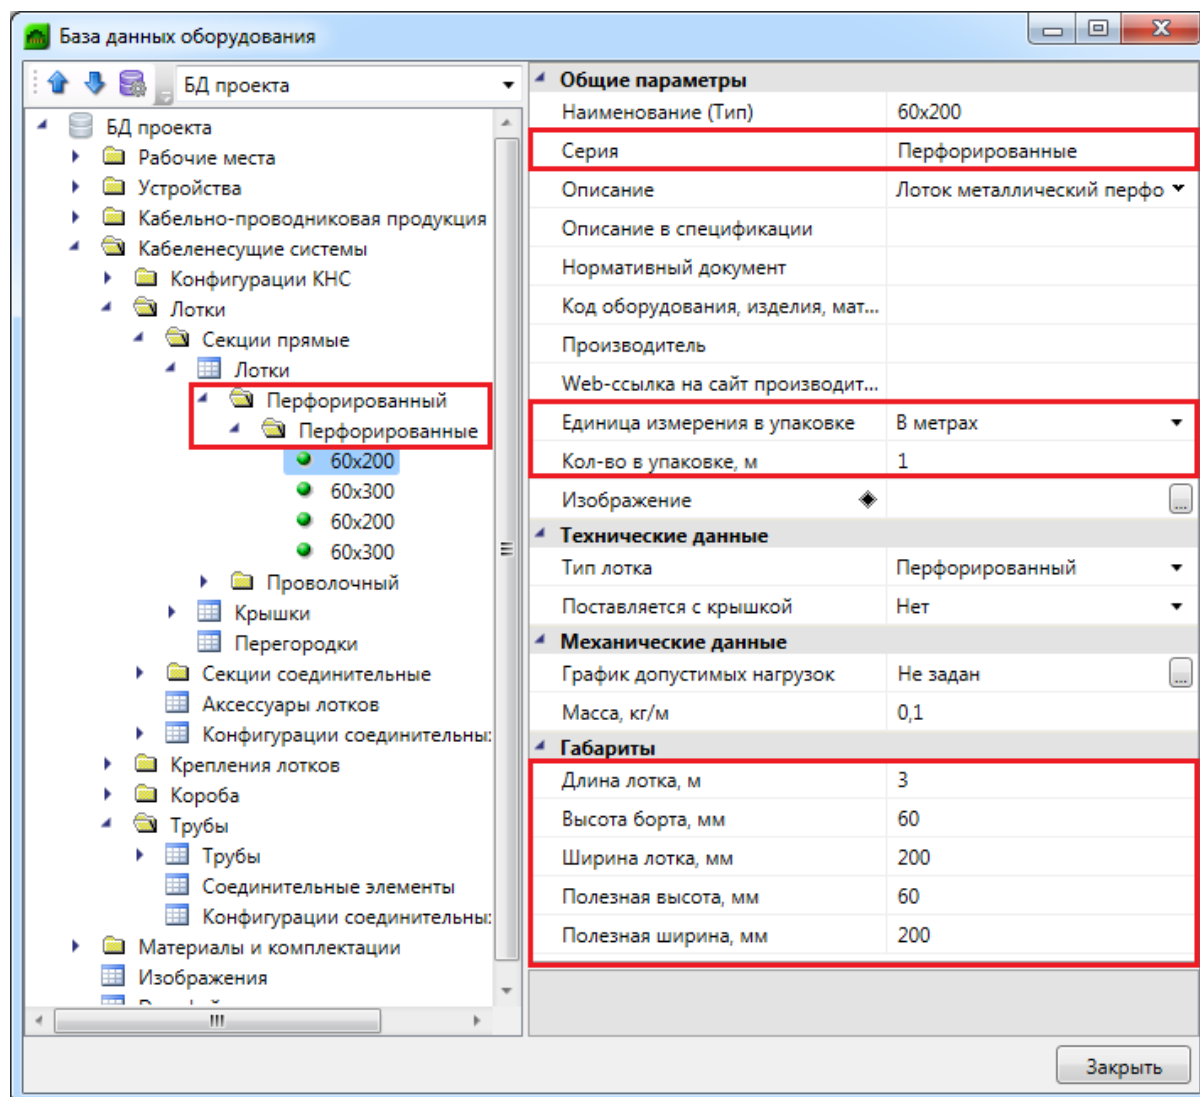 База данных оборудования
БД проекта
БД проекта
Рабочие места
Устройства
Кабельно-проводниковая продукция
Кабеленесущие системы
Конфигурации КНС
Лотки
Секции прямые
Лотки
Перфорированный
Перфорированные
60x200
60x300
60x200
60x300
Проволочный
Крышки
Перегородки
Секции соединительные
Аксессуары лотков
Конфигурации соединительны
Крепления лотков
Короба
Трубы
Трубы
Соединительные элементы
Конфигурации соединительны
Материалы и комплектации
Изображения
Общие параметры
Наименование (Тип) 60x200
Серия Перфорированные
Описание Лоток металлический перфо
Описание в спецификации
Нормативный документ
Код оборудования, изделия, мат...
Производитель
Web-ссылка на сайт производит...
Единица измерения в упаковке В метрах
Кол-во в упаковке, м 1
Изображение ...
Технические данные
Тип лотка Перфорированный
Поставляется с крышкой Нет
Механические данные
График допустимых нагрузок Не задан ...
Масса, кг/м 0,1
Габариты
Длина лотка, м 3
Высота борта, мм 60
Ширина лотка, мм 200
Полезная высота, мм 60
Полезная ширина, мм 200
Закрыть